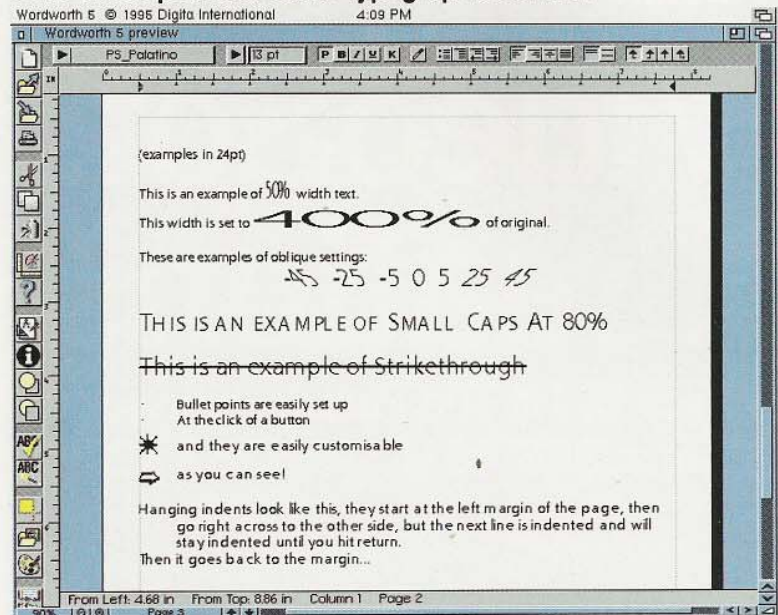 Wordworth 5 © 1995 Digita International 4:09 PM
Wordworth 5 preview
PS_Palatino 13 pt P B I U K
IN
(examples in 24pt)
This is an example of 50% width text.
This width is set to 400% of original.
These are examples of oblique settings:
-45 -25 -5 0 5 25 45
THIS IS AN EXAMPLE OF SMALL CAPS AT 80%
This is an example of Strikethrough
Bullet points are easily set up
At the click of a button
and they are easily customisable
as you can see!
Hanging indents look like this, they start at the left margin of the page, then
go right across to the other side, but the next line is indented and will
stay indented until you hit return.
Then it goes back to the margin...
From Left: 4.68 in From Top: 8.86 in Column 1 Page 2
90% Page 3